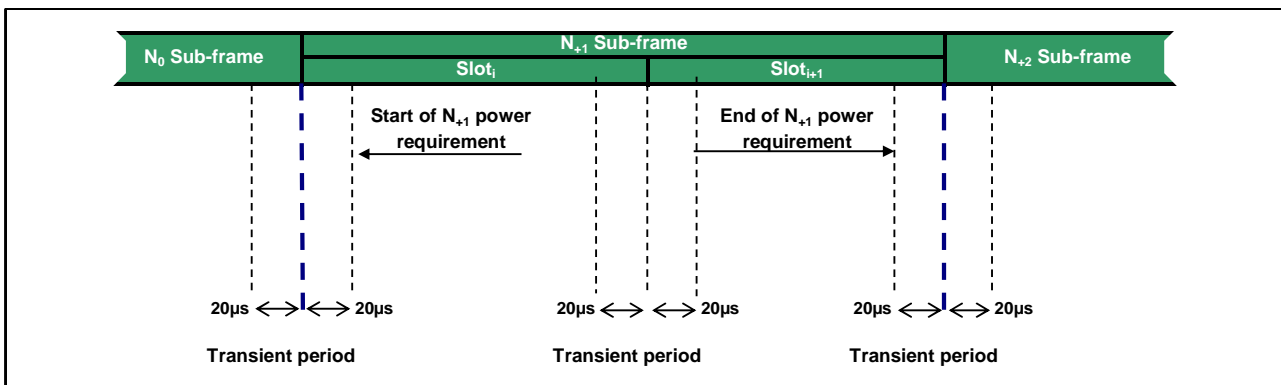 N0 Sub-frame
N+1 Sub-frame
N+2 Sub-frame
Sloti
Sloti+1
Start of N+1 power
requirement
End of N+1 power
requirement
20µs
20µs
20µs
20µs
20µs
20µs
Transient period
Transient period
Transient period